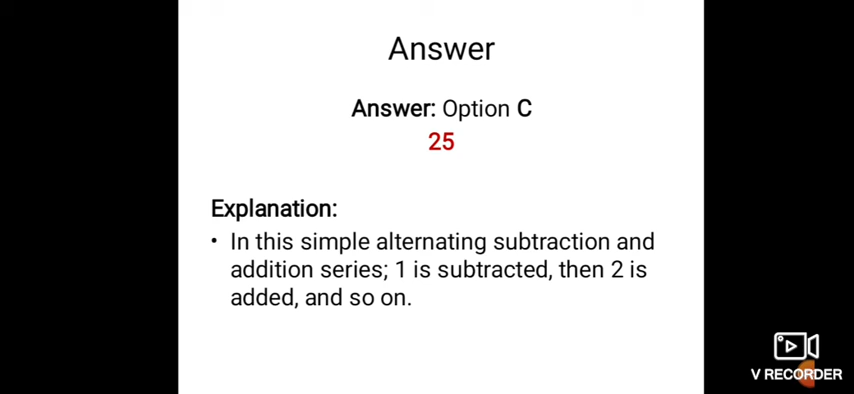 Answer
Answer: Option C
25
Explanation:
• In this simple alternating subtraction and
addition series; 1 is subtracted, then 2 is
added, and so on.
V RECORDER